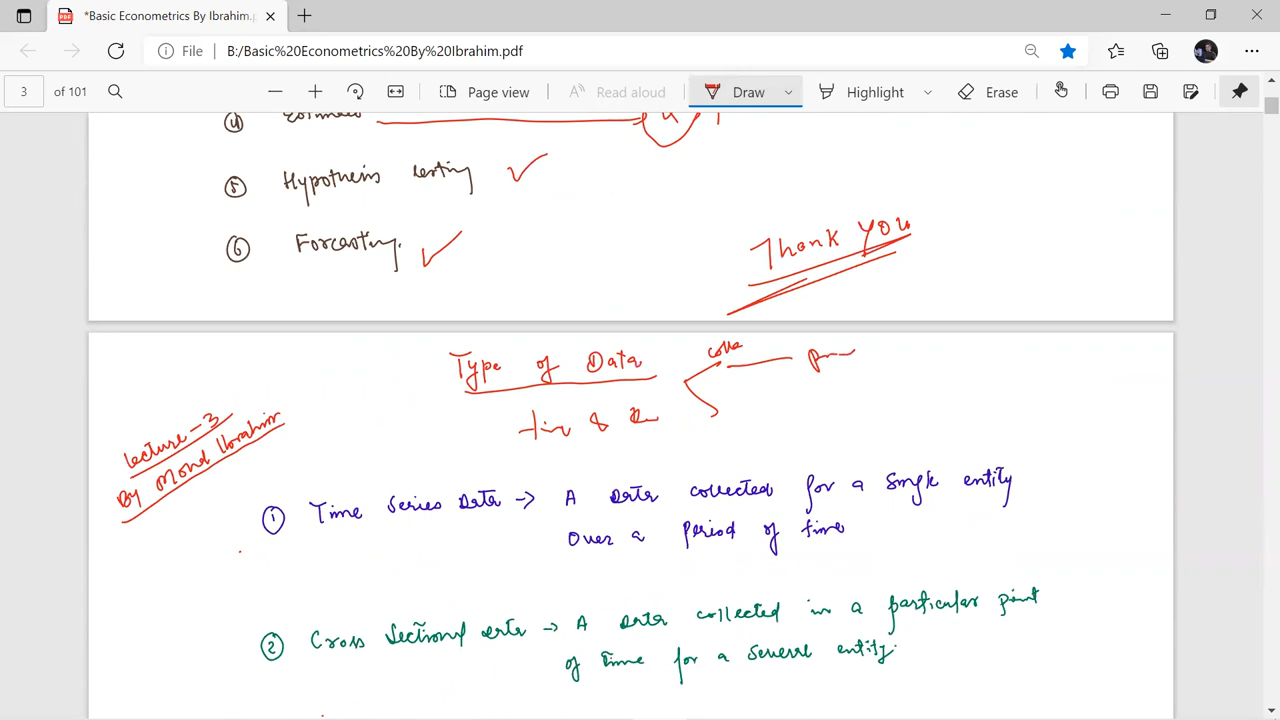 *Basic Econometrics By Ibrahim.p
File B:/Basic%20Econometrics%20By%20Ibrahim.pdf
3 of 101 Page view Read aloud Draw Highlight Erase
④
⑤ Hypothesis testing ✓
⑥ Forcasting. ✓
Thank you
Type of Data
Lecture - 3
By Mohd Ibrahim
① Time Series Data → A Data collected for a single entity
Over a period of time
② Cross Sectional data → A Data collected in a particular point
of time for a several entity.